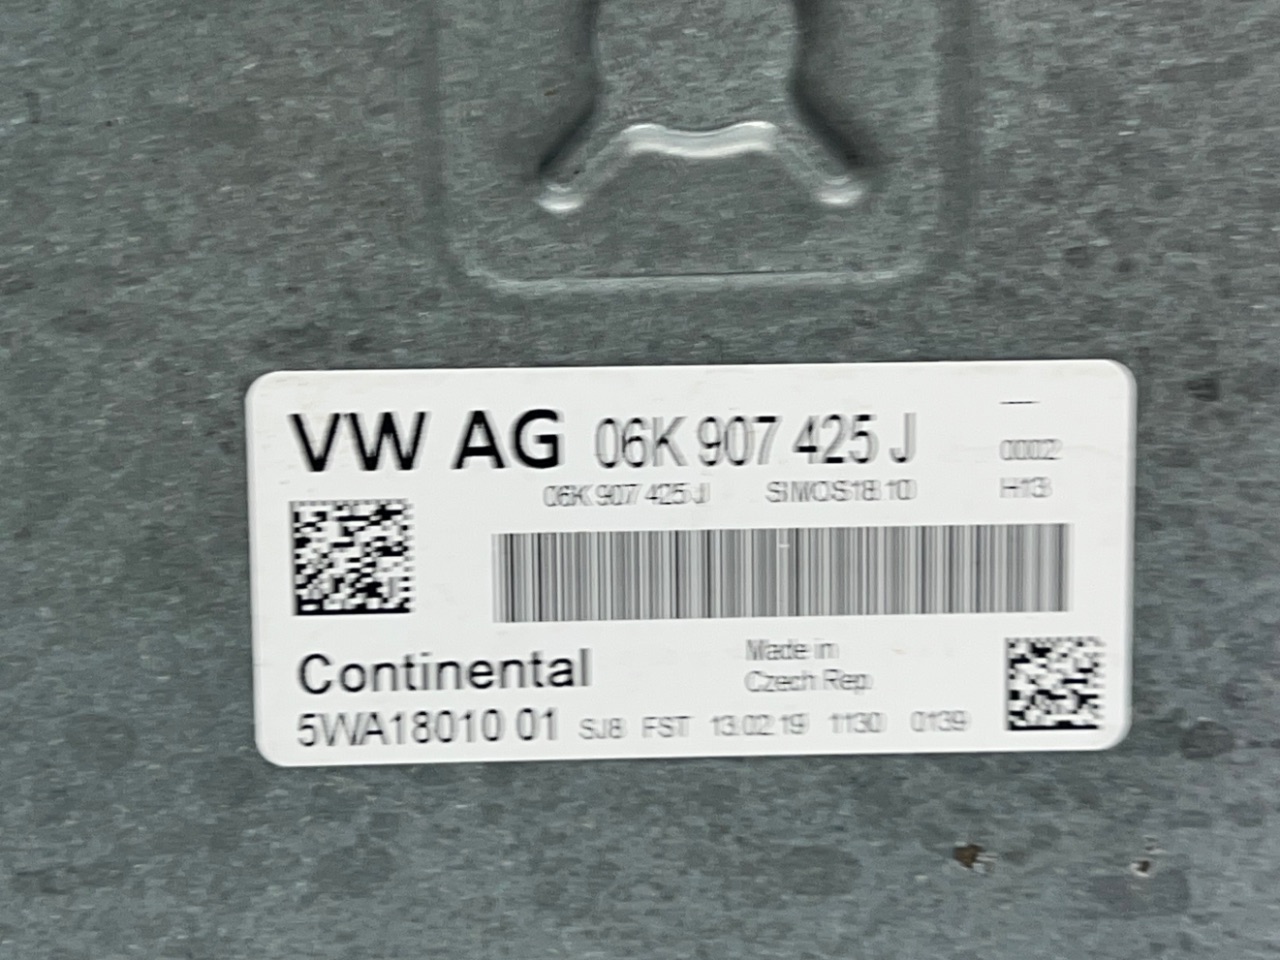 VW AG 06K 907 425 J 0002
06K 907 425 J SIMOS18.10 H13
Continental
Made in
Czech Rep
5WA18010 01 SJ8 FST 13.02.19 1130 0139